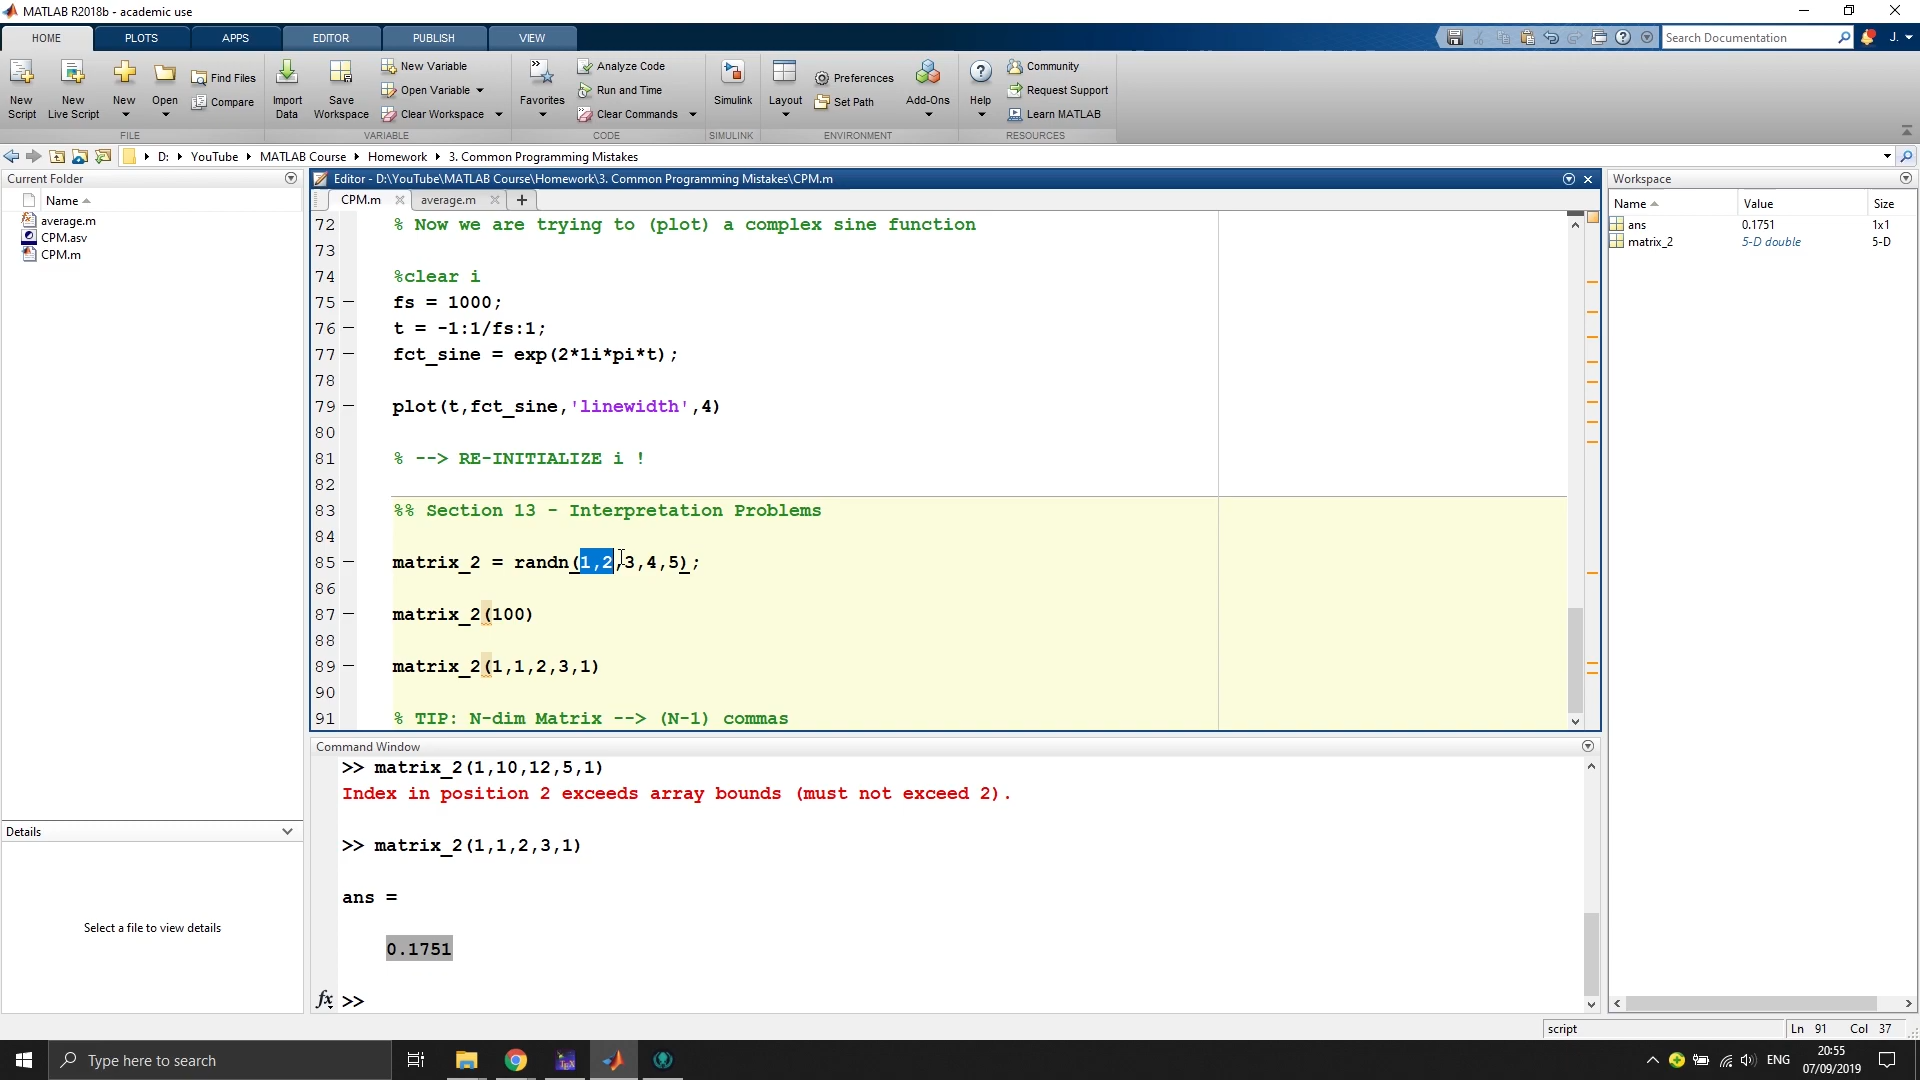 MATLAB R2018b - academic use
HOME PLOTS APPS EDITOR PUBLISH VIEW
Search Documentation
J.
New Script
New Live Script
New
Open
Find Files
Compare
FILE
Import Data
Save Workspace
New Variable
Open Variable
Clear Workspace
VARIABLE
Favorites
Analyze Code
Run and Time
Clear Commands
CODE
Simulink
SIMULINK
Layout
Preferences
Set Path
Add-Ons
ENVIRONMENT
Help
Community
Request Support
Learn MATLAB
RESOURCES
D: YouTube MATLAB Course Homework 3. Common Programming Mistakes
Current Folder
Name
average.m
CPM.asv
CPM.m
Details
Select a file to view details
Editor - D:\YouTube\MATLAB Course\Homework\3. Common Programming Mistakes\CPM.m
CPM.m average.m
72 % Now we are trying to (plot) a complex sine function
73
74 %clear i
75 fs = 1000;
76 t = -1:1/fs:1;
77 fct_sine = exp(2*1i*pi*t);
78
79 plot(t,fct_sine,'linewidth',4)
80
81 % --> RE-INITIALIZE i !
82
83 %% Section 13 - Interpretation Problems
84
85 matrix_2 = randn(1,2,3,4,5);
86
87 matrix_2(100)
88
89 matrix_2(1,1,2,3,1)
90
91 % TIP: N-dim Matrix --> (N-1) commas
Command Window
>> matrix_2(1,10,12,5,1)
Index in position 2 exceeds array bounds (must not exceed 2).
>> matrix_2(1,1,2,3,1)
ans =
0.1751
fx >>
Workspace
Name Value Size
ans 0.1751 1x1
matrix_2 5-D double 5-D
script Ln 91 Col 37
Type here to search
ENG
20:55
07/09/2019